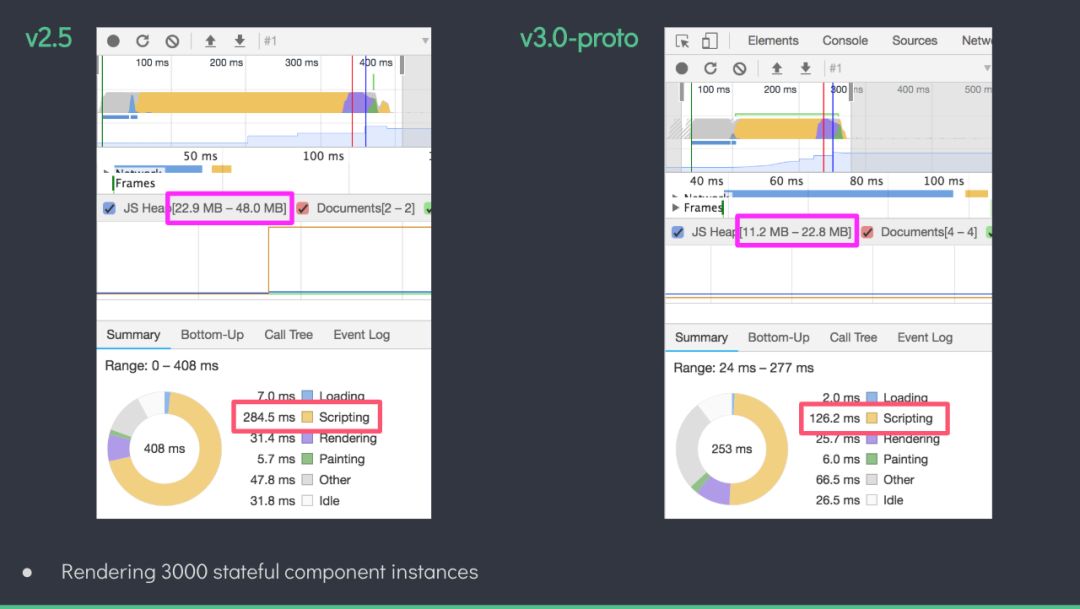 v2.5
#1
100 ms 200 ms 300 ms 400 ms
50 ms 100 ms
Network
Frames
JS Heap[22.9 MB – 48.0 MB] Documents[2 – 2]
Summary Bottom-Up Call Tree Event Log
Range: 0 – 408 ms
408 ms
7.0 ms Loading
284.5 ms Scripting
31.4 ms Rendering
5.7 ms Painting
47.8 ms Other
31.8 ms Idle
v3.0-proto
Elements Console Sources Netw
#1
100 ms 200 ms 300 ms 400 ms 500 m
40 ms 60 ms 80 ms 100 ms
Network
Frames
JS Heap[11.2 MB – 22.8 MB] Documents[4 – 4]
Summary Bottom-Up Call Tree Event Log
Range: 24 ms – 277 ms
253 ms
2.0 ms Loading
126.2 ms Scripting
25.7 ms Rendering
6.0 ms Painting
66.5 ms Other
26.5 ms Idle
● Rendering 3000 stateful component instances